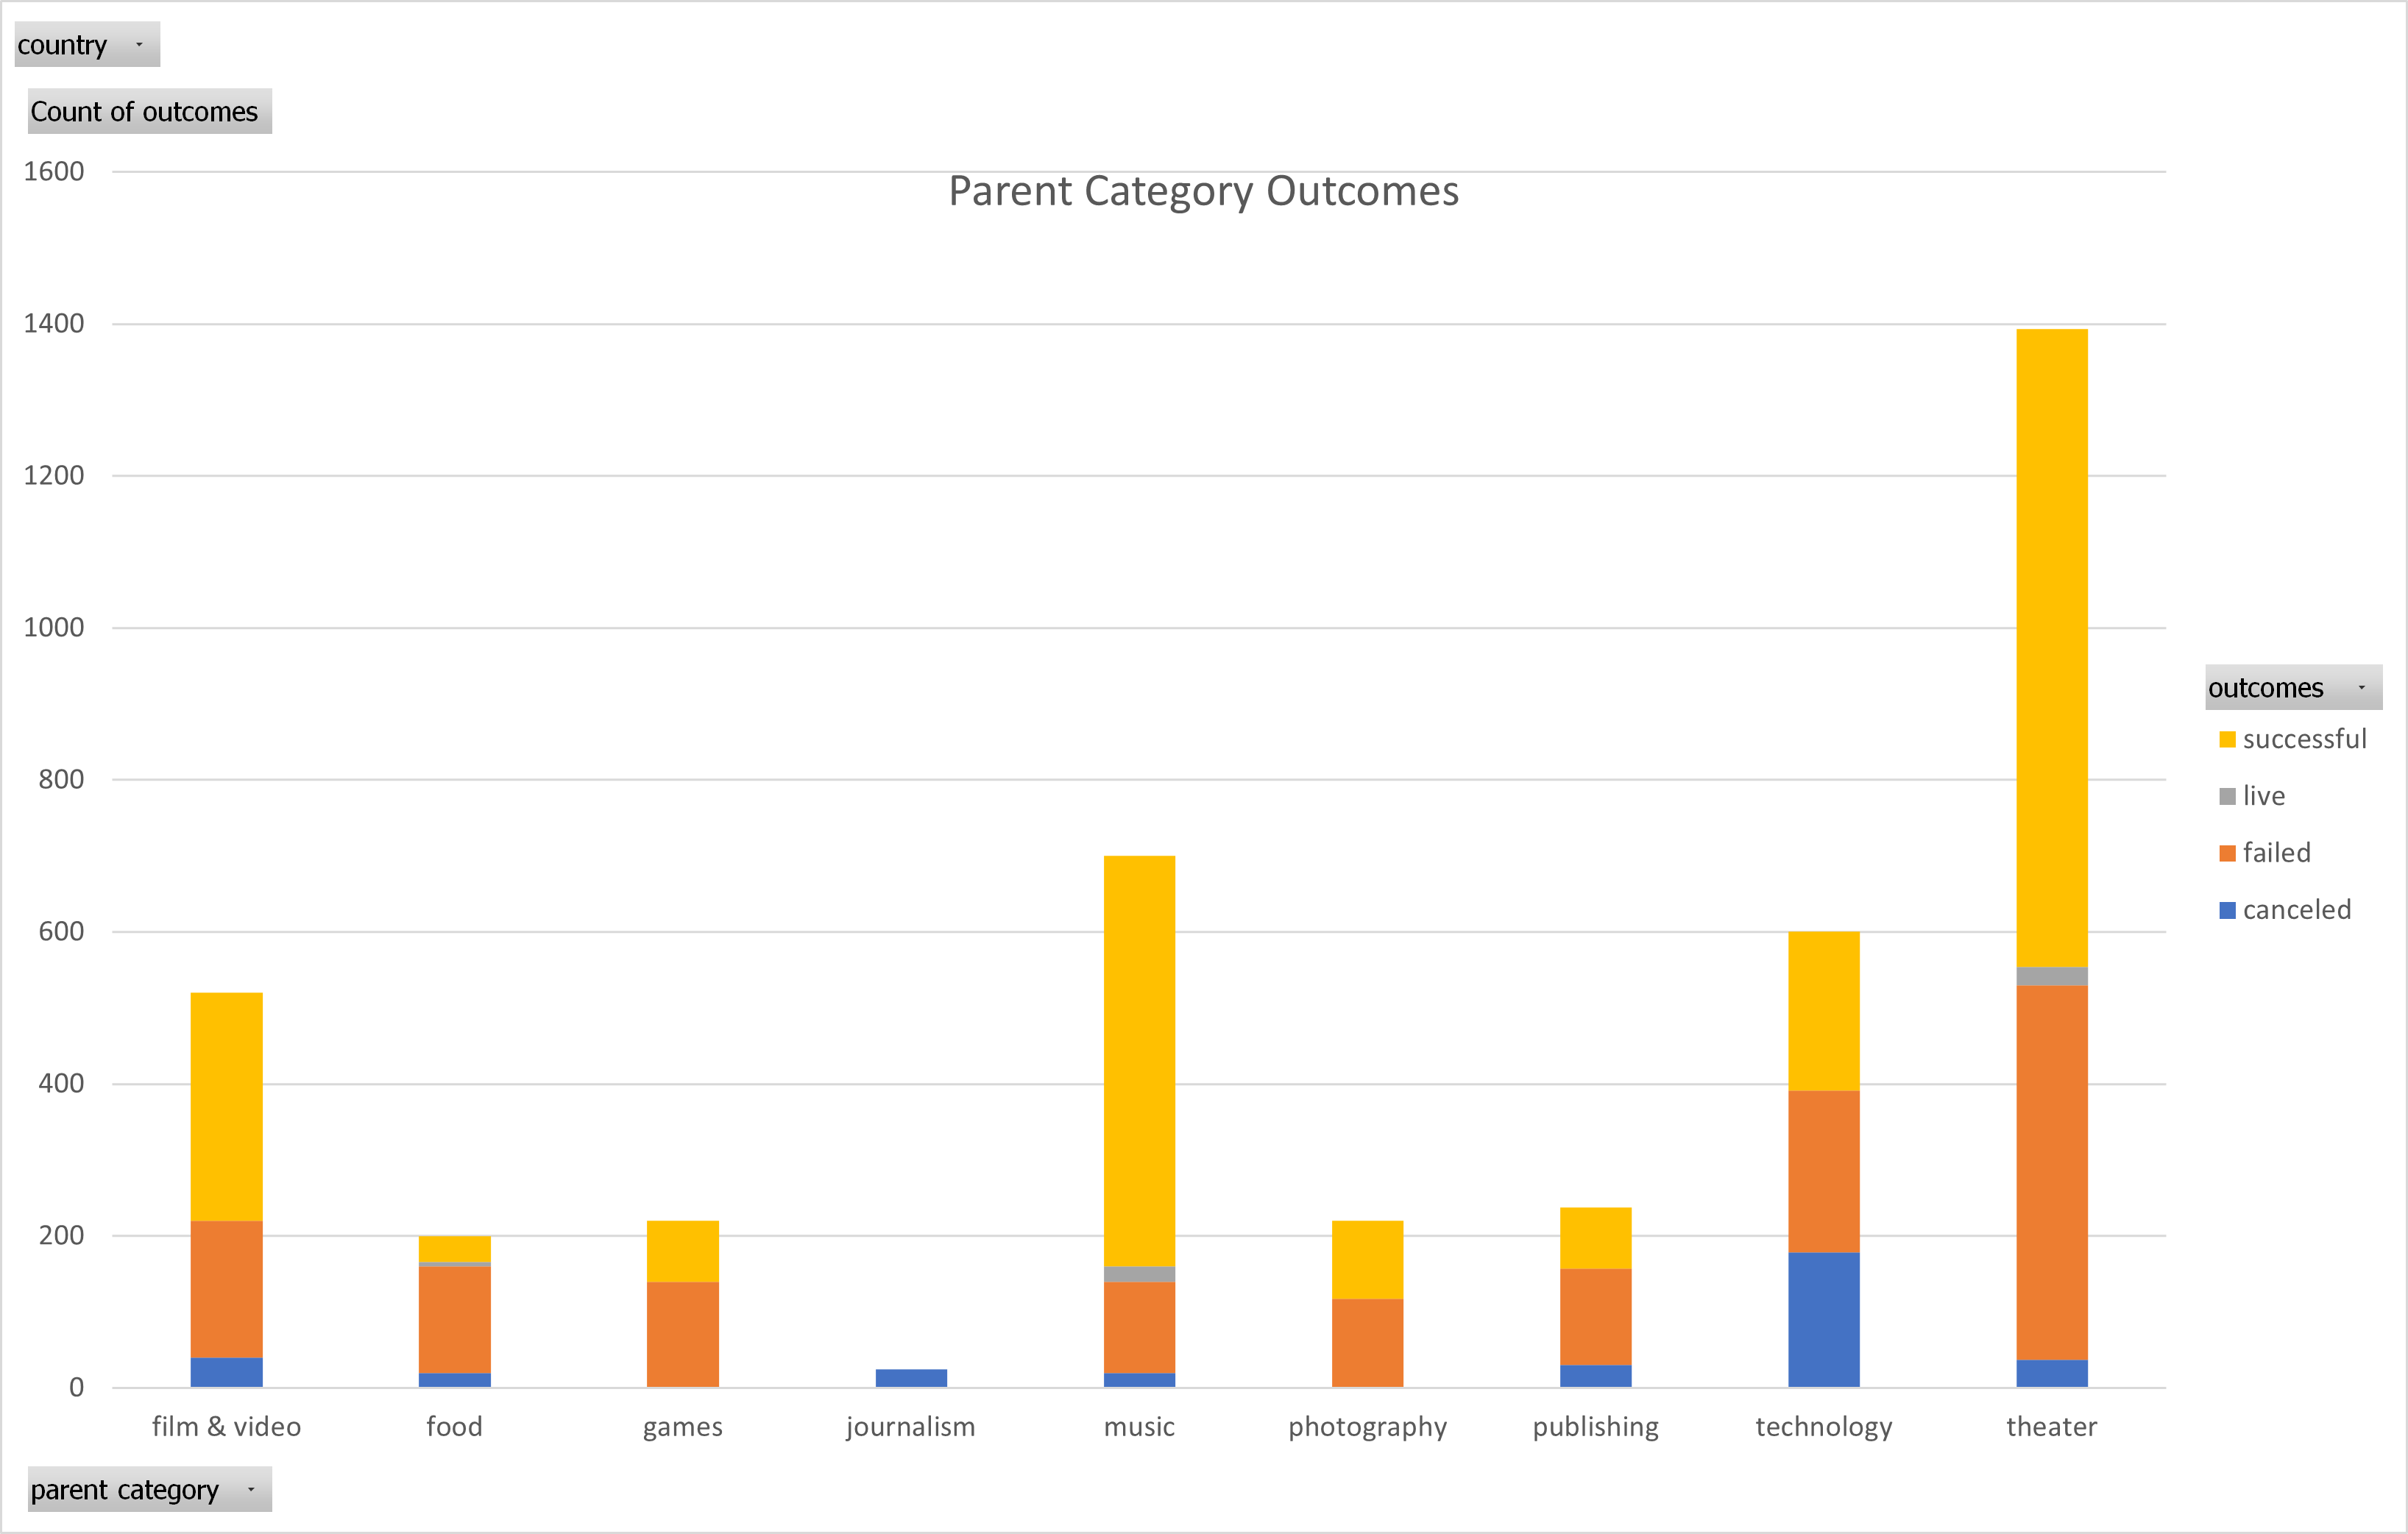 country
Count of outcomes
Parent Category Outcomes
1600
1400
1200
1000
800
600
400
200
0
film & video
food
games
journalism
music
photography
publishing
technology
theater
outcomes
successful
live
failed
canceled
parent category